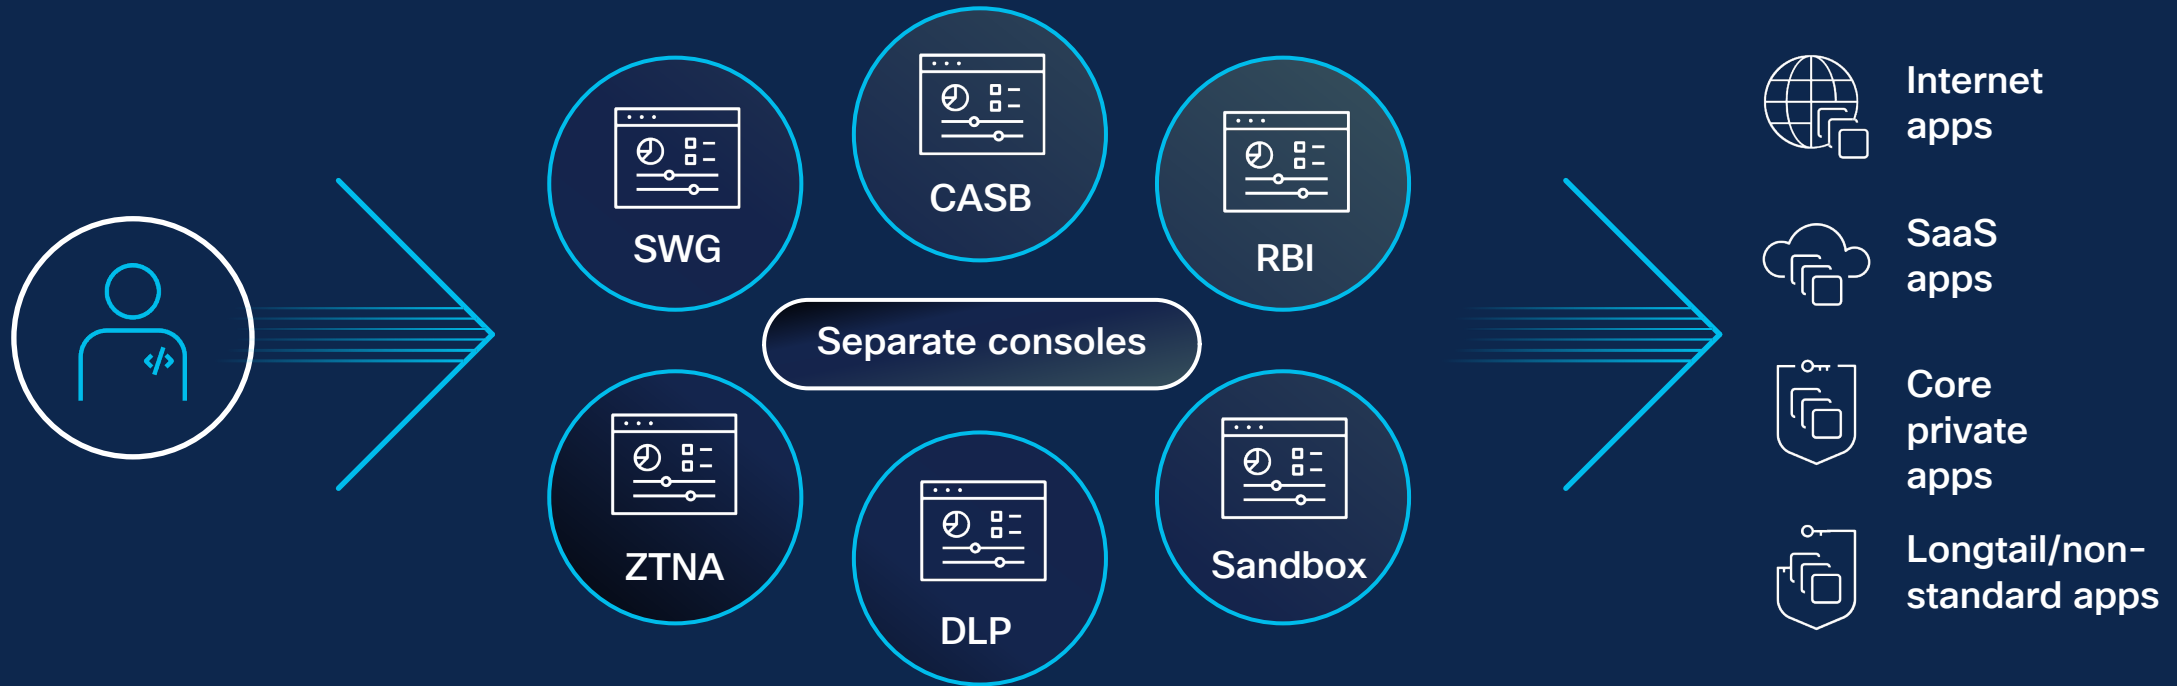 SWG
CASB
RBI
Separate consoles
ZTNA
DLP
Sandbox
Internet
apps
SaaS
apps
Core
private
apps
Longtail/non-
standard apps